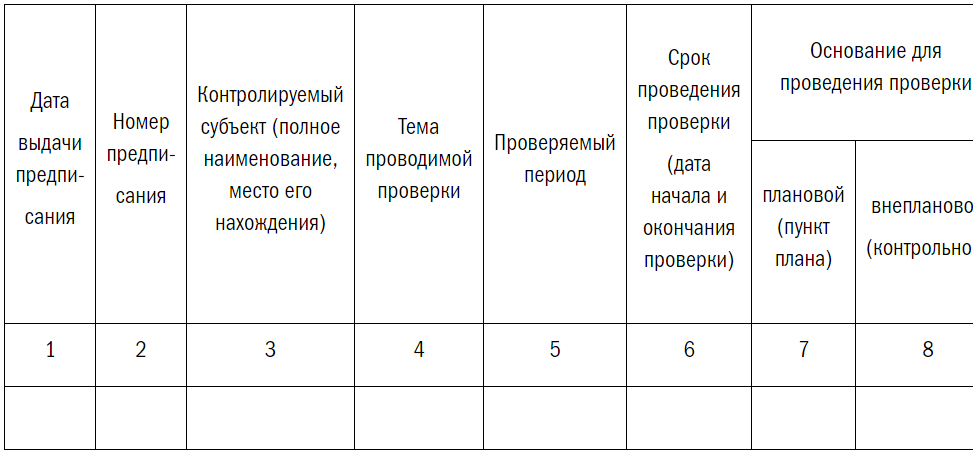 Дата
выдачи
предпи-
сания
Номер
предпи-
сания
Контролируемый
субъект (полное
наименование,
место его
нахождения)
Тема
проводимой
проверки
Проверяемый
период
Срок
проведения
проверки
(дата
начала и
окончания
проверки)
Основание для
проведения проверки
плановой
(пункт
плана)
внепланово
(контрольно
1 2 3 4 5 6 7 8